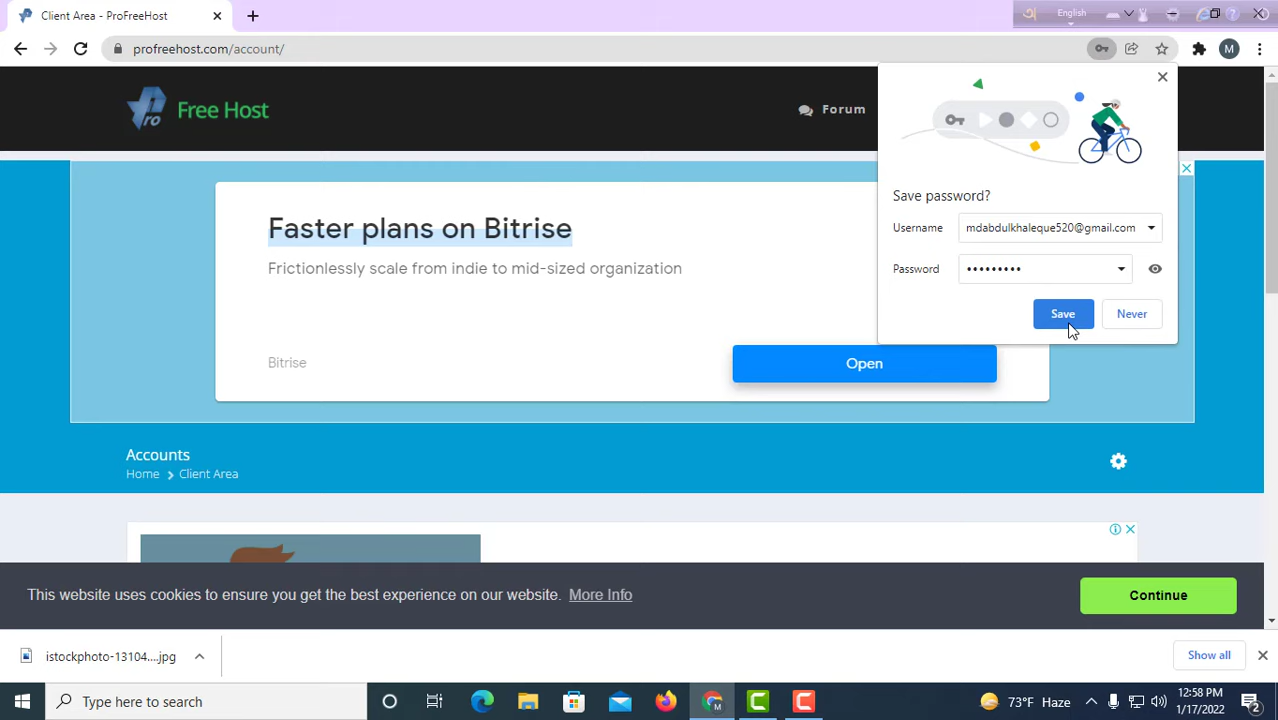 Client Area - ProFreeHost
English
profreehost.com/account/
M
Pro Free Host
Forum
Save password?
Username mdabdulkhaleque520@gmail.com
Password •••••••••
Save Never
Faster plans on Bitrise
Frictionlessly scale from indie to mid-sized organization
Bitrise
Open
Accounts
Home > Client Area
This website uses cookies to ensure you get the best experience on our website. More Info
Continue
istockphoto-13104....jpg
Show all
Type here to search
73°F Haze
12:58 PM
1/17/2022
2